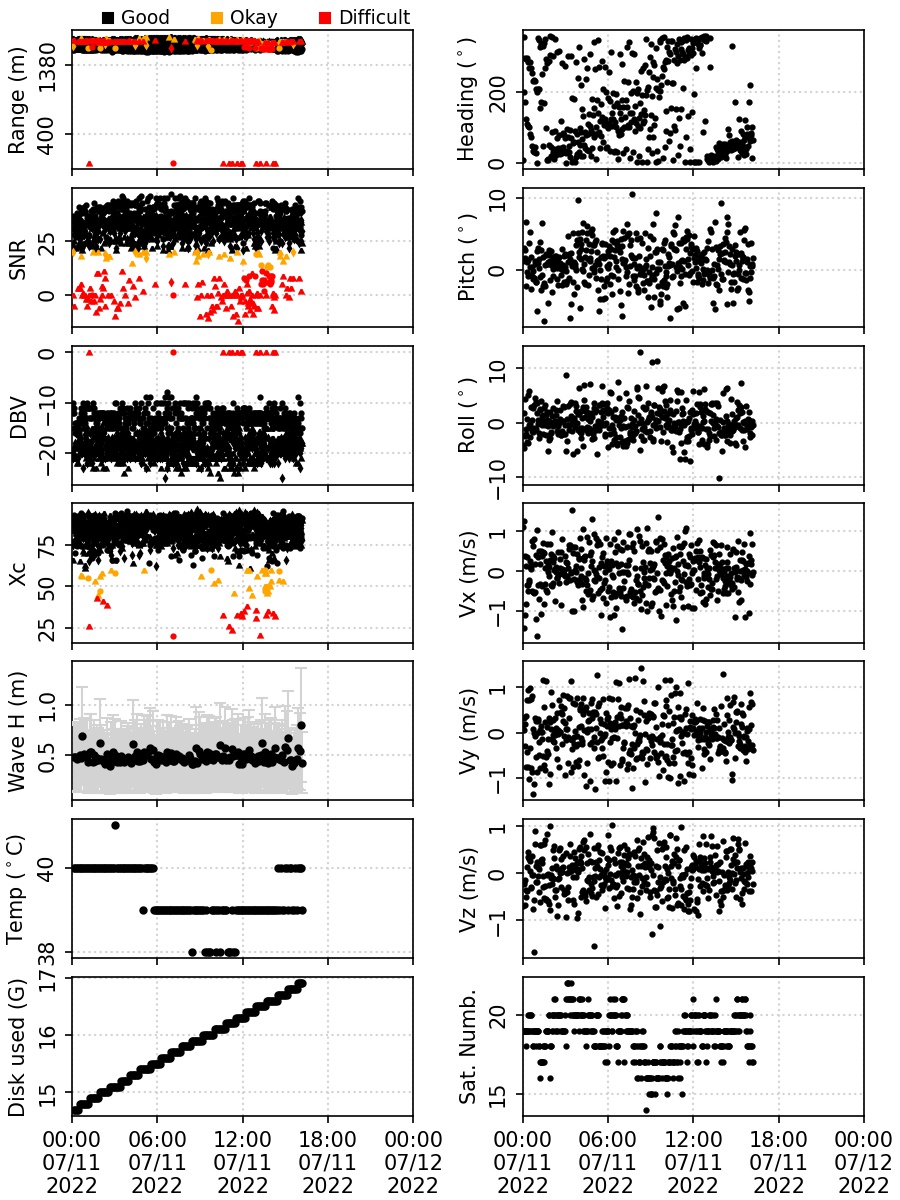 Good Okay Difficult
Range (m)
1380
400
Heading (°)
200
0
SNR
25
0
Pitch (°)
10
0
DBV
0
−10
−20
Roll (°)
10
0
−10
Xc
75
50
25
Vx (m/s)
1
0
−1
Wave H (m)
1.0
0.5
Vy (m/s)
1
0
−1
Temp (°C)
40
38
Vz (m/s)
1
0
−1
Disk used (G)
17
16
15
Sat. Numb.
20
15
00:00 06:00 12:00 18:00 00:00
07/11 07/11 07/11 07/11 07/12
2022 2022 2022 2022 2022
00:00 06:00 12:00 18:00 00:00
07/11 07/11 07/11 07/11 07/12
2022 2022 2022 2022 2022